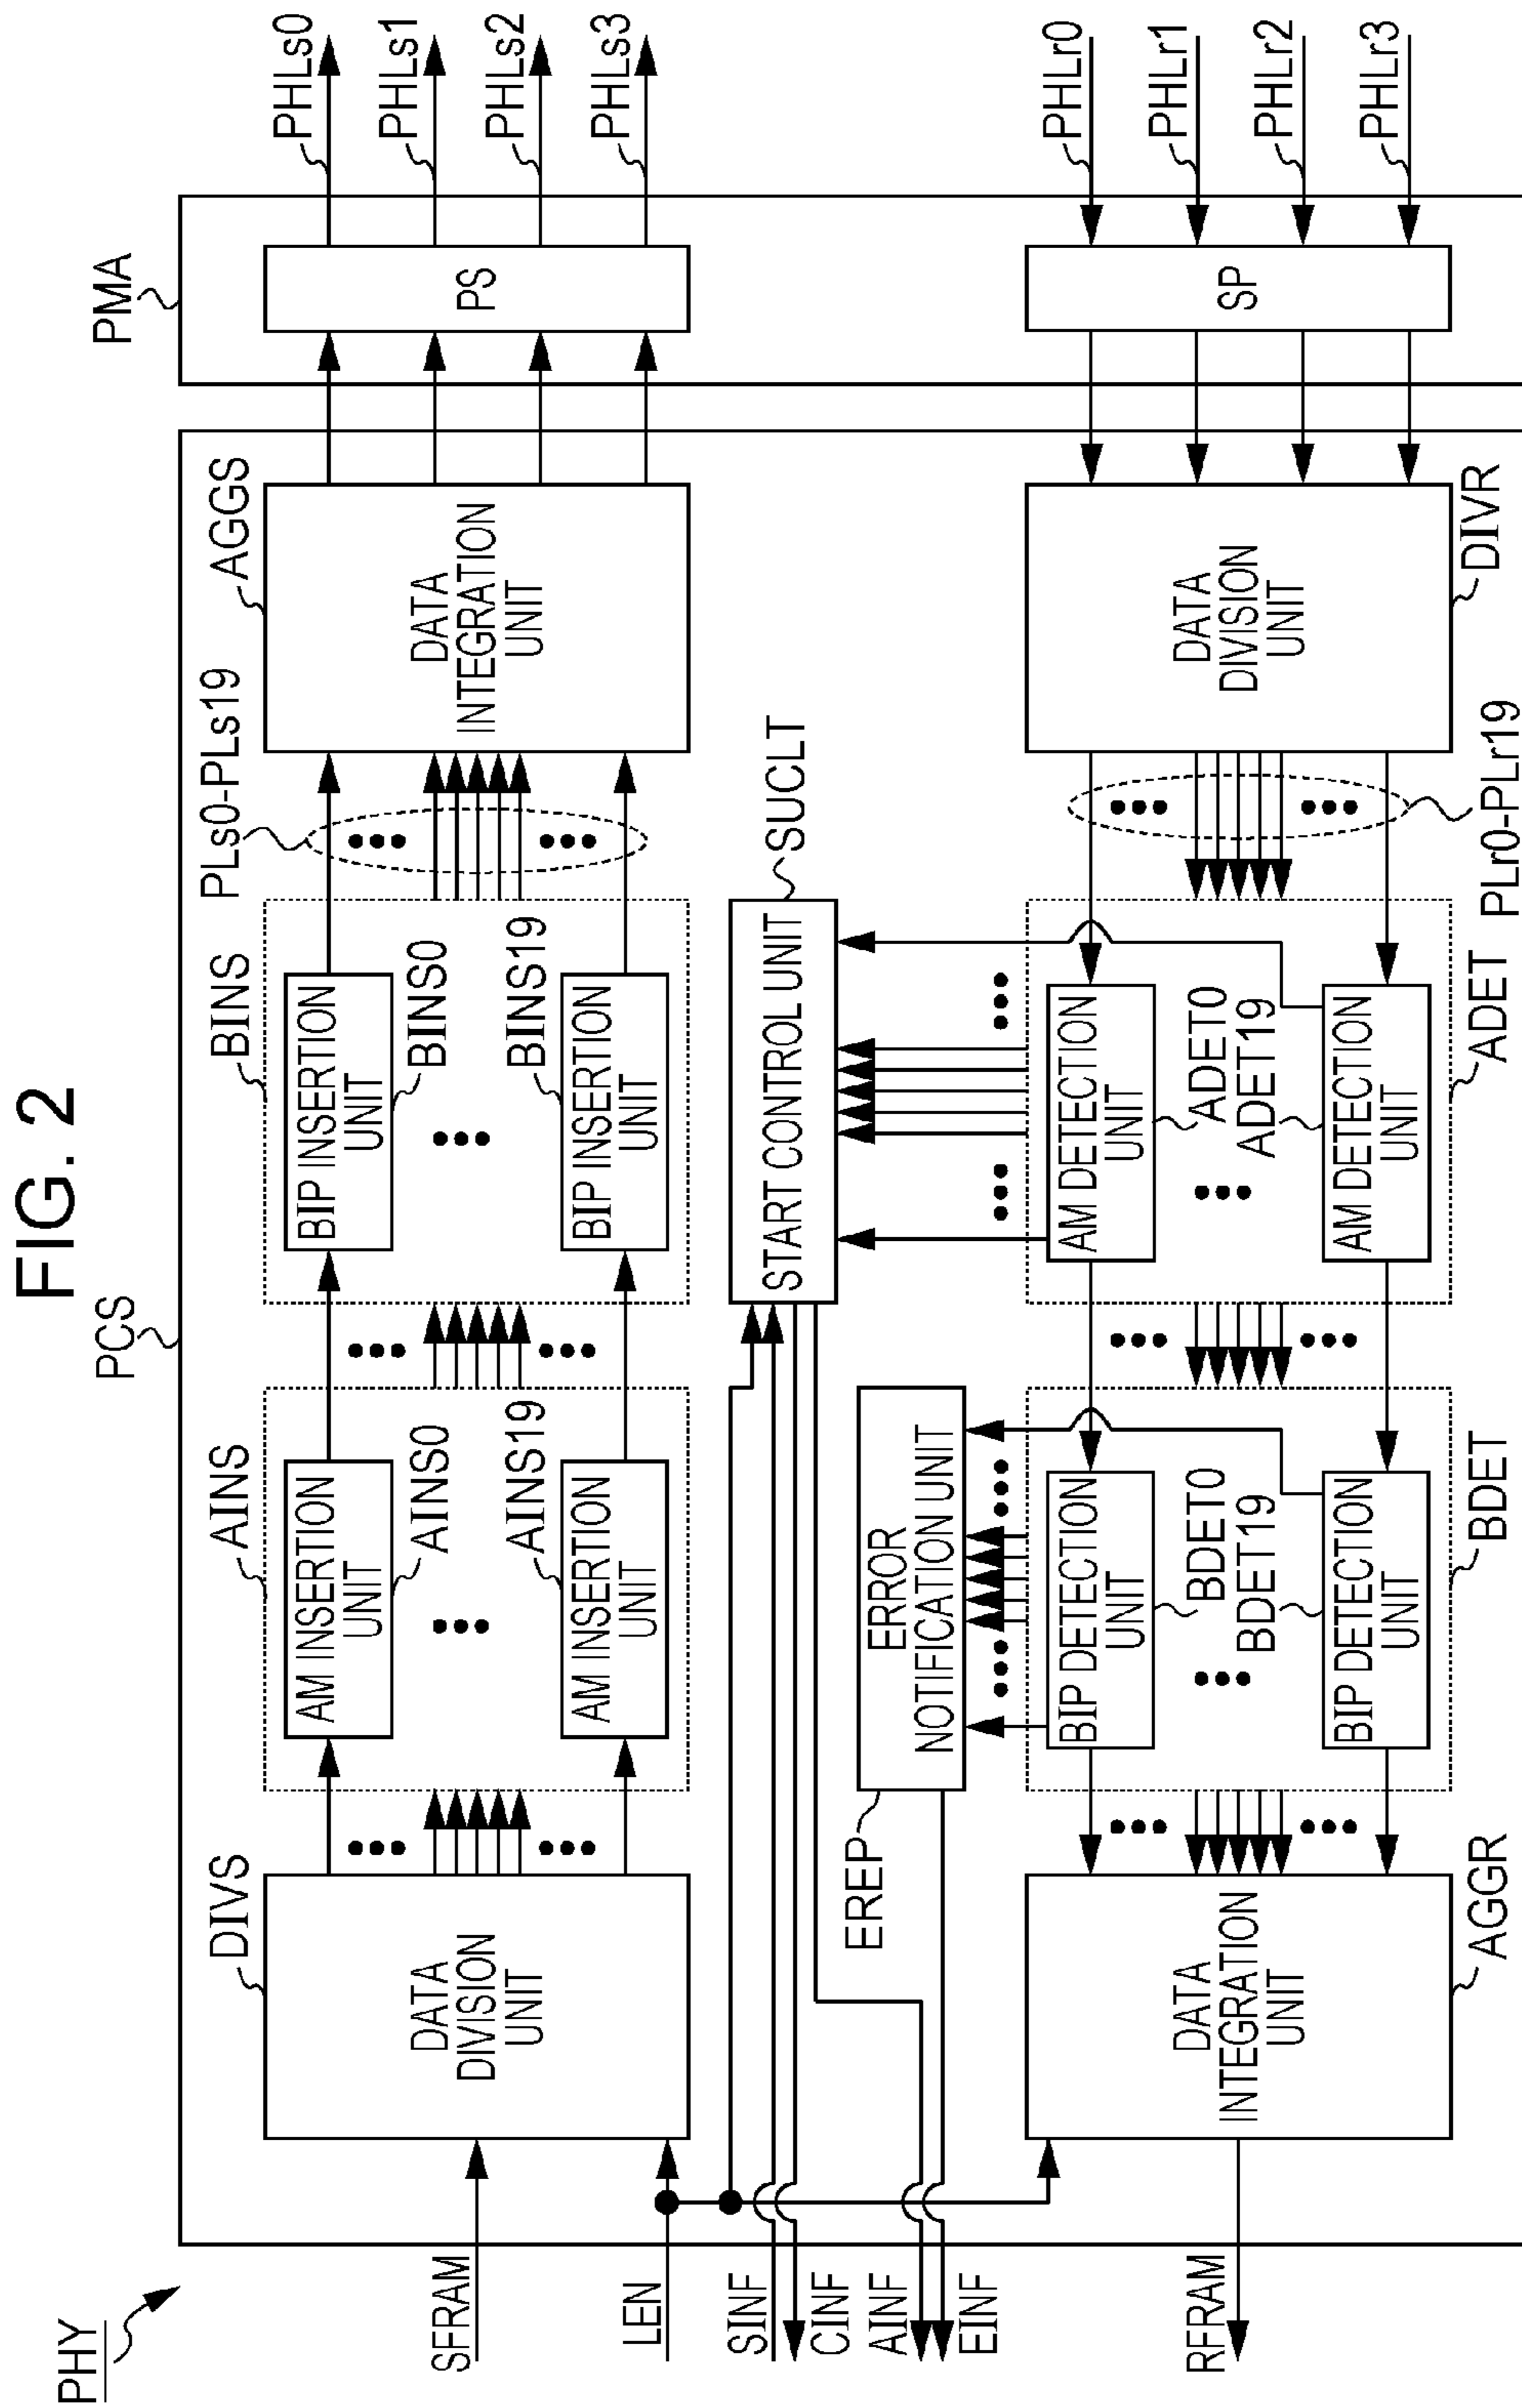 FIG. 2
PHY
PCS
PMA
DIVS
AINS
BINS
PLs0-PLs19
AGGS
SFRAM
LEN
DATA
DIVISION
UNIT
AM INSERTION
UNIT
AINS0
AINS19
AM INSERTION
UNIT
BIP INSERTION
UNIT
BINS0
BINS19
BIP INSERTION
UNIT
DATA
INTEGRATION
UNIT
PS
PHLs0
PHLs1
PHLs2
PHLs3
SINF
CINF
AINF
EINF
EREP
ERROR
NOTIFICATION UNIT
START CONTROL UNIT
SUCLT
RFRAM
DATA
INTEGRATION
UNIT
AGGR
BIP DETECTION
UNIT
BDET0
BDET19
BIP DETECTION
UNIT
BDET
AM DETECTION
UNIT
ADET0
ADET19
AM DETECTION
UNIT
ADET
PLr0-PLr19
DATA
DIVISION
UNIT
DIVR
SP
PHLr0
PHLr1
PHLr2
PHLr3